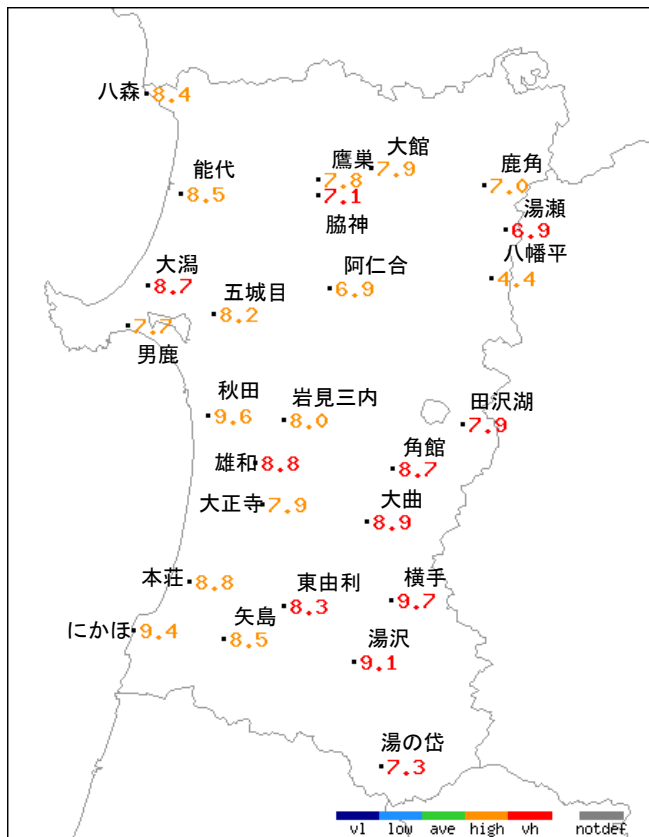 八森
8.4
大館
7.9
鷹巣
7.8
7.1
脇神
能代
8.5
鹿角
7.0
湯瀬
6.9
八幡平
4.4
大潟
8.7
阿仁合
6.9
五城目
8.2
7.7
男鹿
秋田
9.6
岩見三内
8.0
田沢湖
7.9
雄和
8.8
角館
8.7
大正寺
7.9
大曲
8.9
本荘
8.8
東由利
8.3
横手
9.7
にかほ
9.4
矢島
8.5
湯沢
9.1
湯の岱
7.3
vl low ave high vh notdef